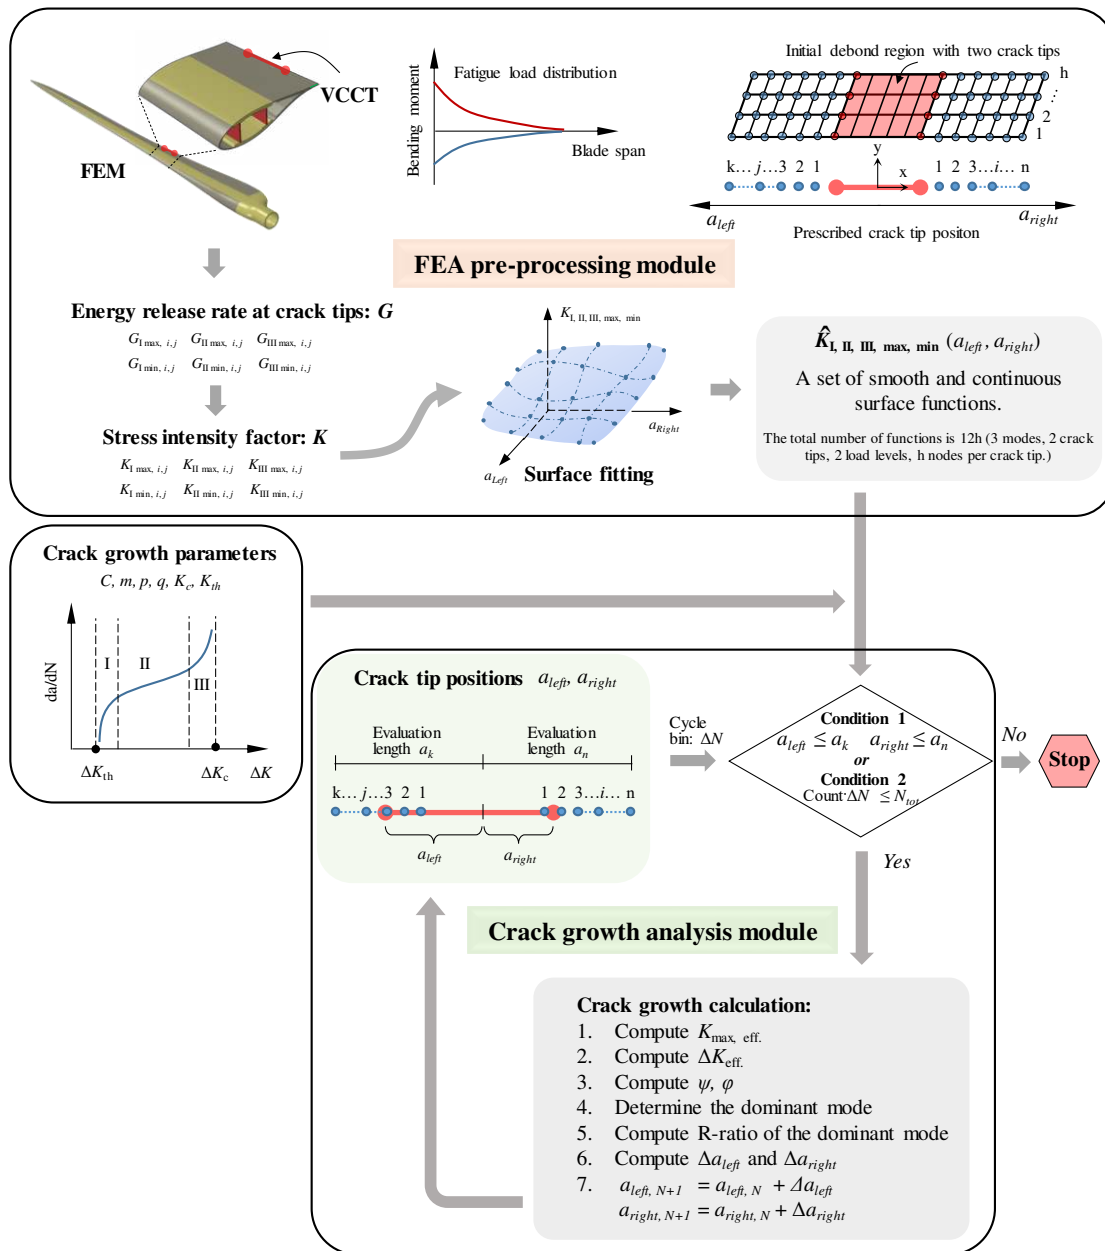 VCCT
FEM
Fatigue load distribution
Bending moment
Blade span
Initial debond region with two crack tips
h
⋮
2
1
y
x
k… j…3 2 1
1 2 3…i… n
a_left
a_right
Prescribed crack tip positon
FEA pre-processing module
Energy release rate at crack tips: G
G_I max, i,j G_II max, i,j G_III max, i,j
G_I min, i,j G_II min, i,j G_III min, i,j
Stress intensity factor: K
K_I max, i,j K_II max, i,j K_III max, i,j
K_I min, i,j K_II min, i,j K_III min, i,j
K_I, II, III, max, min
a_Right
a_Left
Surface fitting
K̂_I, II, III, max, min (a_left, a_right)
A set of smooth and continuous
surface functions.
The total number of functions is 12h (3 modes, 2 crack
tips, 2 load levels, h nodes per crack tip.)
Crack growth parameters
C, m, p, q, K_c, K_th
da/dN
I
II
III
ΔK_th
ΔK_c
ΔK
Crack tip positions a_left, a_right
Evaluation
length a_k
Evaluation
length a_n
k… j…3 2 1
1 2 3…i… n
a_left
a_right
Cycle
bin: ΔN
Condition 1
a_left ≤ a_k a_right ≤ a_n
or
Condition 2
Count·ΔN ≤ N_tot
No
Stop
Yes
Crack growth analysis module
Crack growth calculation:
1. Compute K_max, eff.
2. Compute ΔK_eff.
3. Compute ψ, φ
4. Determine the dominant mode
5. Compute R-ratio of the dominant mode
6. Compute Δa_left and Δa_right
7. a_left, N+1 = a_left, N + Δa_left
a_right, N+1 = a_right, N + Δa_right